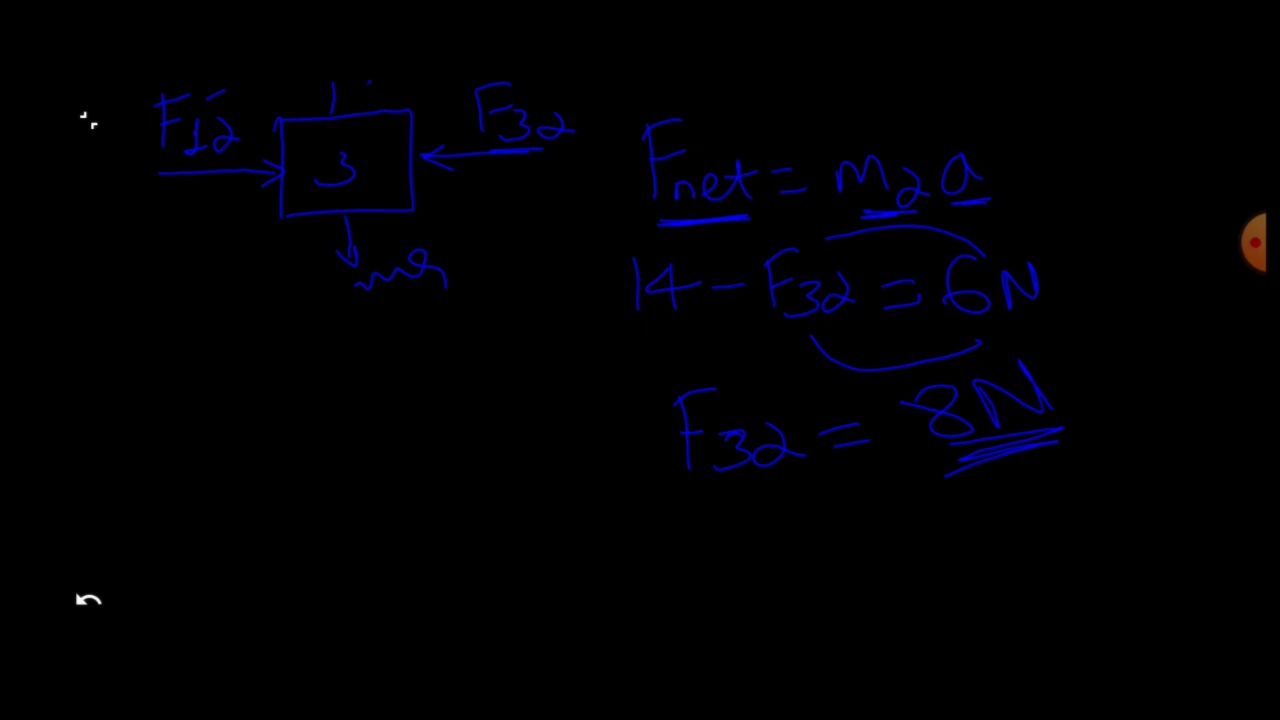 F12
3
F32
mg
Fnet = m2a
14 - F32 = 6N
F32 = 8N